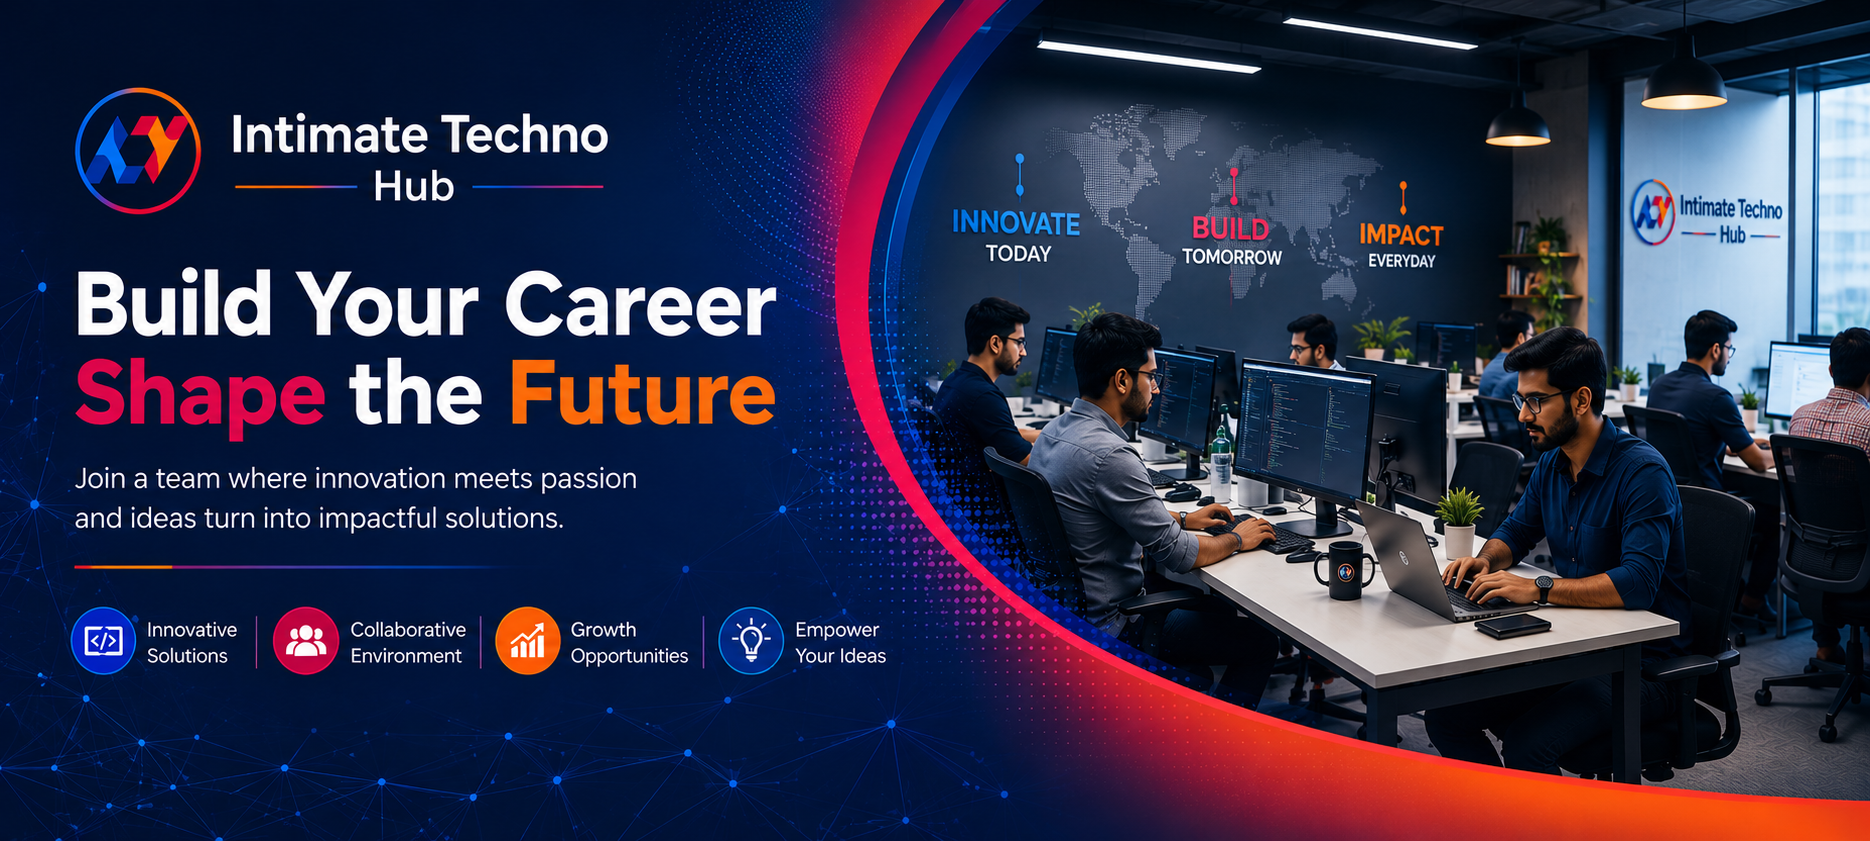 Intimate Techno
Hub
Build Your Career
Shape the Future
Join a team where innovation meets passion
and ideas turn into impactful solutions.
Innovative
Solutions
Collaborative
Environment
Growth
Opportunities
Empower
Your Ideas
INNOVATE
TODAY
BUILD
TOMORROW
IMPACT
EVERYDAY
Intimate Techno
Hub